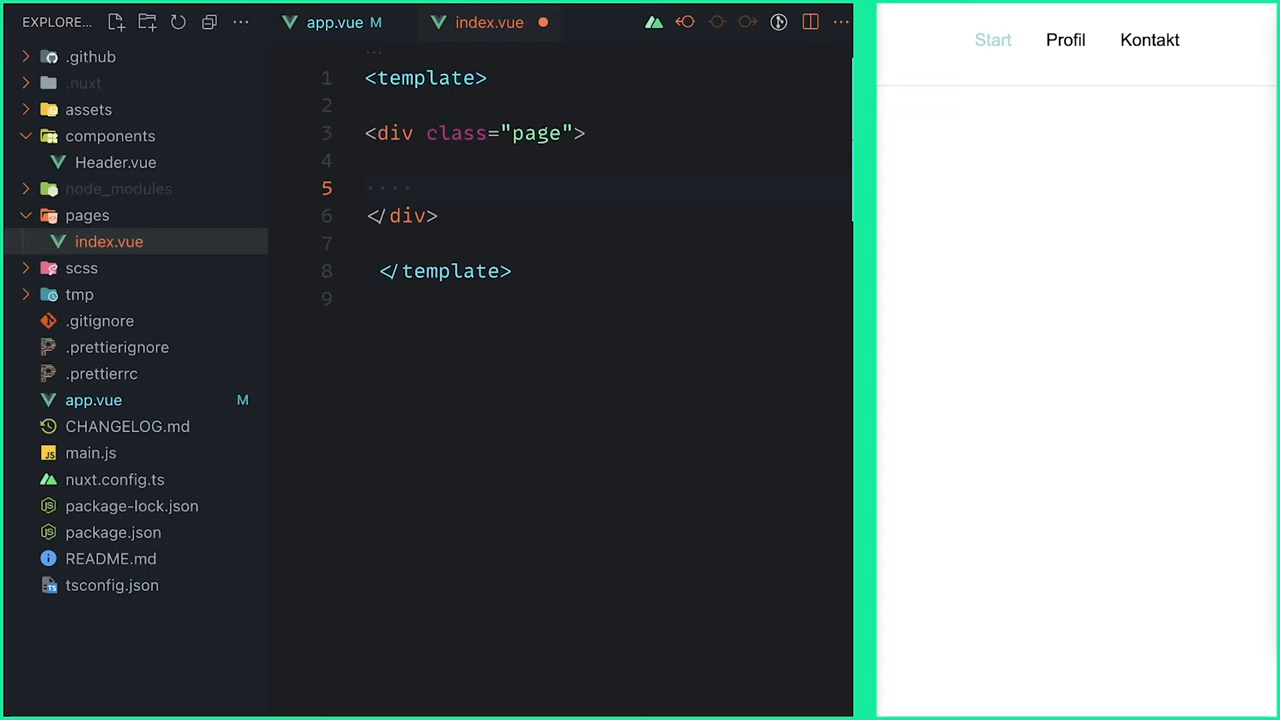 EXPLORE...
.github
.nuxt
assets
components
Header.vue
node_modules
pages
index.vue
scss
tmp
.gitignore
.prettierignore
.prettierrc
app.vue M
CHANGELOG.md
main.js
nuxt.config.ts
package-lock.json
package.json
README.md
tsconfig.json
app.vue M
index.vue
...
1 <template>
2
3 <div class="page">
4
5 ····
6 </div>
7
8 </template>
9
Start Profil Kontakt